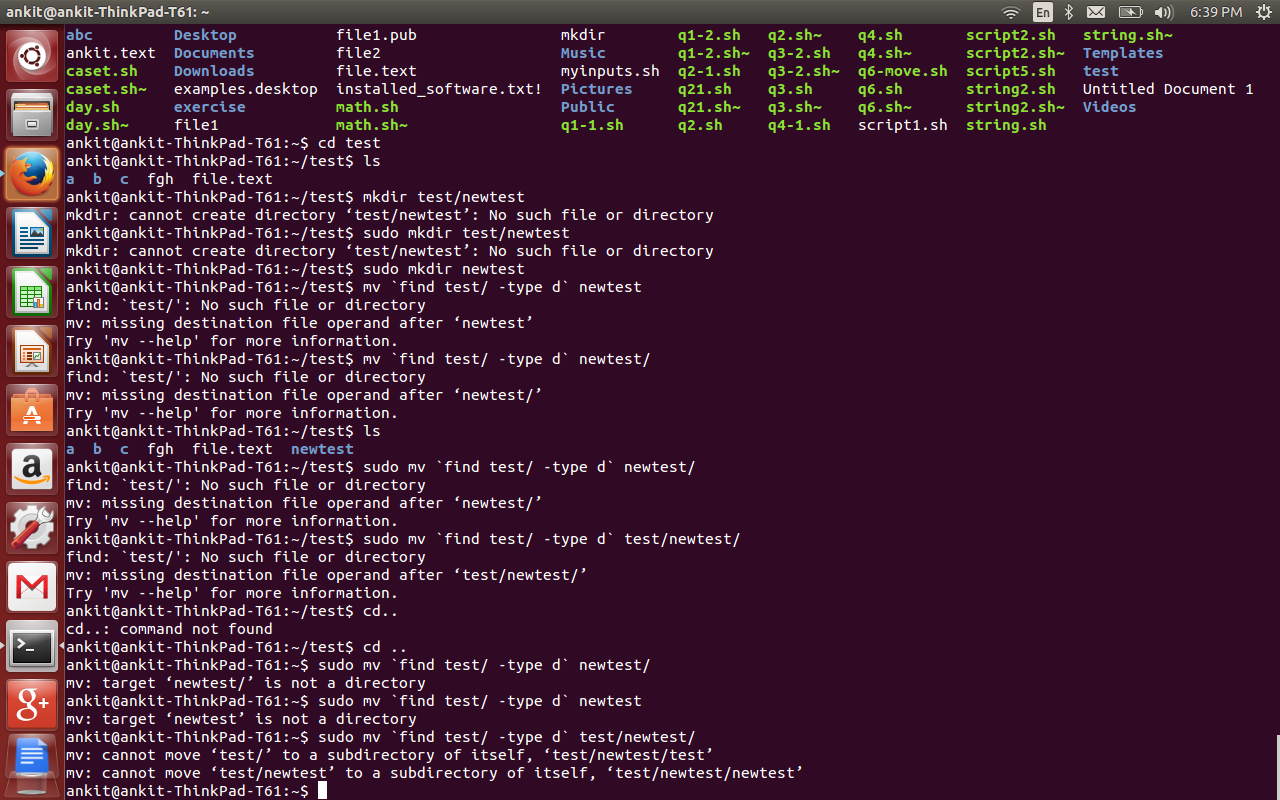 ankit@ankit-ThinkPad-T61: ~ En 6:39 PM
abc Desktop file1.pub mkdir q1-2.sh q2.sh~ q4.sh script2.sh string.sh~
ankit.text Documents file2 Music q1-2.sh~ q3-2.sh q4.sh~ script2.sh~ Templates
caset.sh Downloads file.text myinputs.sh q2-1.sh q3-2.sh~ q6-move.sh script5.sh test
caset.sh~ examples.desktop installed_software.txt! Pictures q21.sh q3.sh q6.sh string2.sh Untitled Document 1
day.sh exercise math.sh Public q21.sh~ q3.sh~ q6.sh~ string2.sh~ Videos
day.sh~ file1 math.sh~ q1-1.sh q2.sh q4-1.sh script1.sh string.sh
ankit@ankit-ThinkPad-T61:~$ cd test
ankit@ankit-ThinkPad-T61:~/test$ ls
a b c fgh file.text
ankit@ankit-ThinkPad-T61:~/test$ mkdir test/newtest
mkdir: cannot create directory ‘test/newtest’: No such file or directory
ankit@ankit-ThinkPad-T61:~/test$ sudo mkdir test/newtest
mkdir: cannot create directory ‘test/newtest’: No such file or directory
ankit@ankit-ThinkPad-T61:~/test$ sudo mkdir newtest
ankit@ankit-ThinkPad-T61:~/test$ mv `find test/ -type d` newtest
find: `test/': No such file or directory
mv: missing destination file operand after ‘newtest’
Try 'mv --help' for more information.
ankit@ankit-ThinkPad-T61:~/test$ mv `find test/ -type d` newtest/
find: `test/': No such file or directory
mv: missing destination file operand after ‘newtest/’
Try 'mv --help' for more information.
ankit@ankit-ThinkPad-T61:~/test$ ls
a b c fgh file.text newtest
ankit@ankit-ThinkPad-T61:~/test$ sudo mv `find test/ -type d` newtest/
find: `test/': No such file or directory
mv: missing destination file operand after ‘newtest/’
Try 'mv --help' for more information.
ankit@ankit-ThinkPad-T61:~/test$ sudo mv `find test/ -type d` test/newtest/
find: `test/': No such file or directory
mv: missing destination file operand after ‘test/newtest/’
Try 'mv --help' for more information.
ankit@ankit-ThinkPad-T61:~/test$ cd..
cd..: command not found
ankit@ankit-ThinkPad-T61:~/test$ cd ..
ankit@ankit-ThinkPad-T61:~$ sudo mv `find test/ -type d` newtest/
mv: target ‘newtest/’ is not a directory
ankit@ankit-ThinkPad-T61:~$ sudo mv `find test/ -type d` newtest
mv: target ‘newtest’ is not a directory
ankit@ankit-ThinkPad-T61:~$ sudo mv `find test/ -type d` test/newtest/
mv: cannot move ‘test/’ to a subdirectory of itself, ‘test/newtest/test’
mv: cannot move ‘test/newtest’ to a subdirectory of itself, ‘test/newtest/newtest’
ankit@ankit-ThinkPad-T61:~$